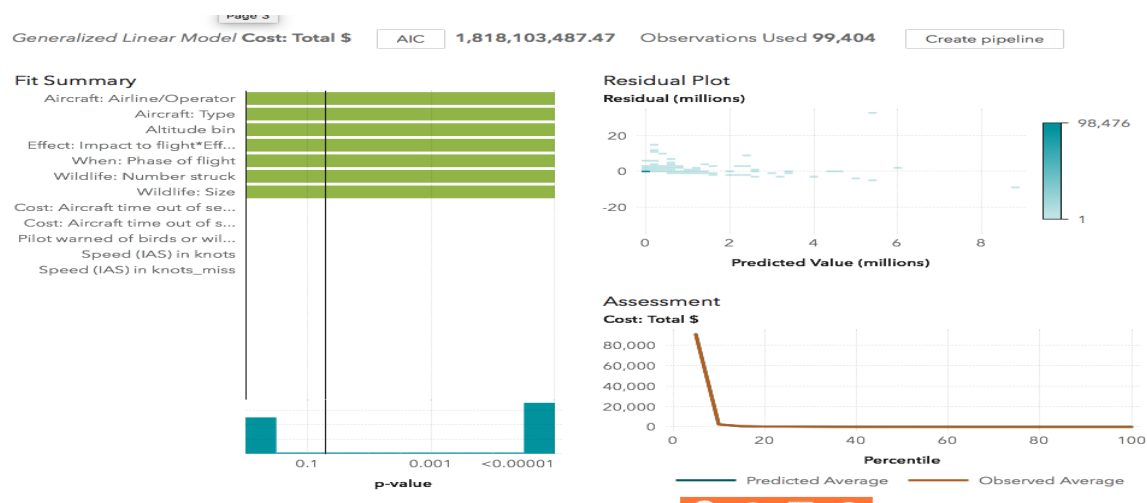 Page 3
Generalized Linear Model Cost: Total $ AIC 1,818,103,487.47 Observations Used 99,404 Create pipeline
Fit Summary
Aircraft: Airline/Operator
Aircraft: Type
Altitude bin
Effect: Impact to flight*Eff...
When: Phase of flight
Wildlife: Number struck
Wildlife: Size
Cost: Aircraft time out of se...
Cost: Aircraft time out of s...
Pilot warned of birds or wil...
Speed (IAS) in knots
Speed (IAS) in knots_miss
0.1 0.001 <0.00001
p-value
Residual Plot
Residual (millions)
20
0
-20
0 2 4 6 8
Predicted Value (millions)
98,476
1
Assessment
Cost: Total $
80,000
60,000
40,000
20,000
0
0 20 40 60 80 100
Percentile
Predicted Average Observed Average